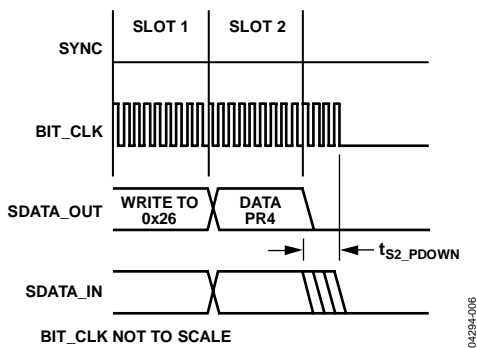 SLOT 1 SLOT 2
SYNC
BIT_CLK
SDATA_OUT WRITE TO 0x26 DATA PR4
tS2_PDOWN
SDATA_IN
BIT_CLK NOT TO SCALE
04294-006